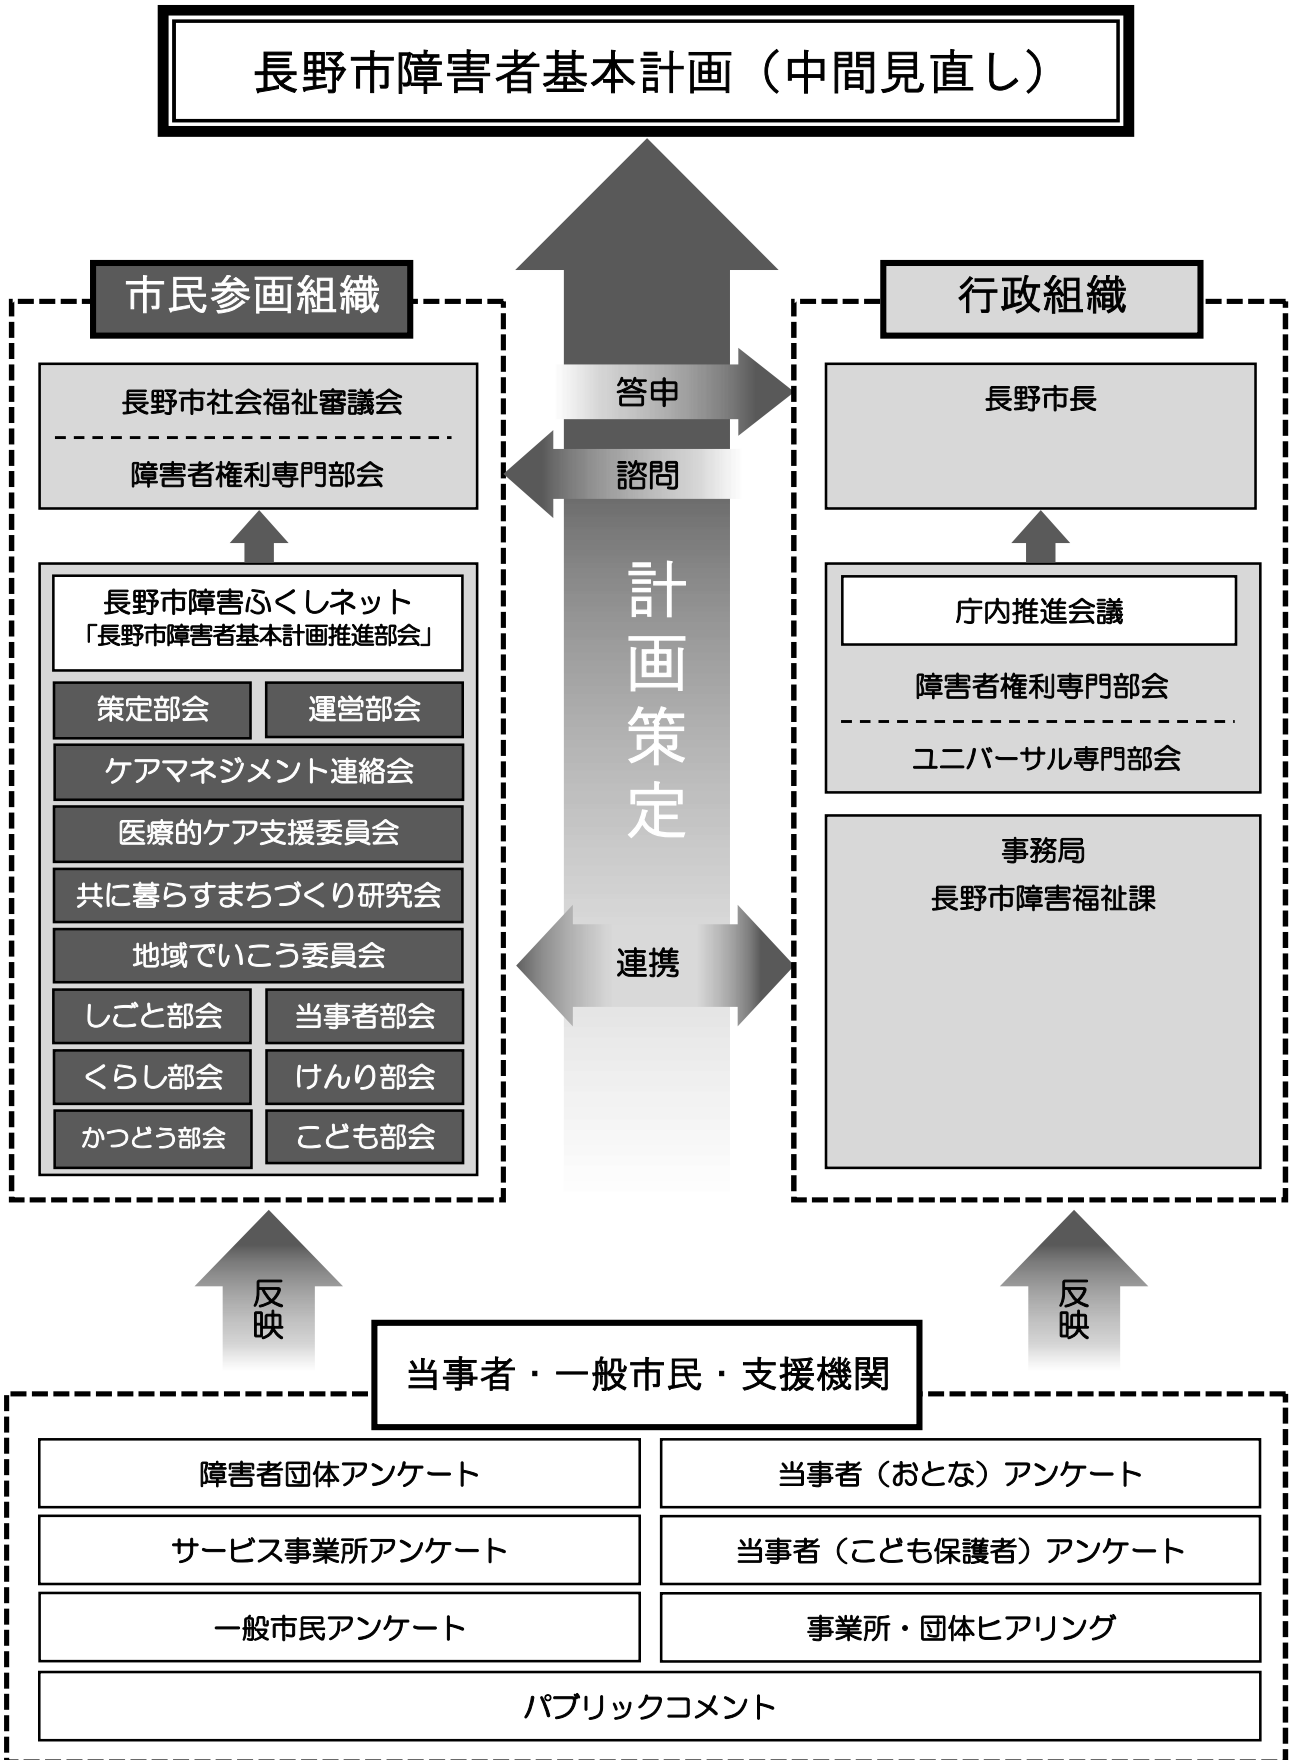 長野市障害者基本計画（中間見直し）
市民参画組織
長野市社会福祉審議会
障害者権利専門部会
長野市障害ふくしネット
「長野市障害者基本計画推進部会」
策定部会
運営部会
ケアマネジメント連絡会
医療的ケア支援委員会
共に暮らすまちづくり研究会
地域でいこう委員会
しごと部会
当事者部会
くらし部会
けんり部会
かつどう部会
こども部会
答申
諮問
計画策定
連携
行政組織
長野市長
庁内推進会議
障害者権利専門部会
ユニバーサル専門部会
事務局
長野市障害福祉課
反映
反映
当事者・一般市民・支援機関
障害者団体アンケート
当事者（おとな）アンケート
サービス事業所アンケート
当事者（こども保護者）アンケート
一般市民アンケート
事業所・団体ヒアリング
パブリックコメント